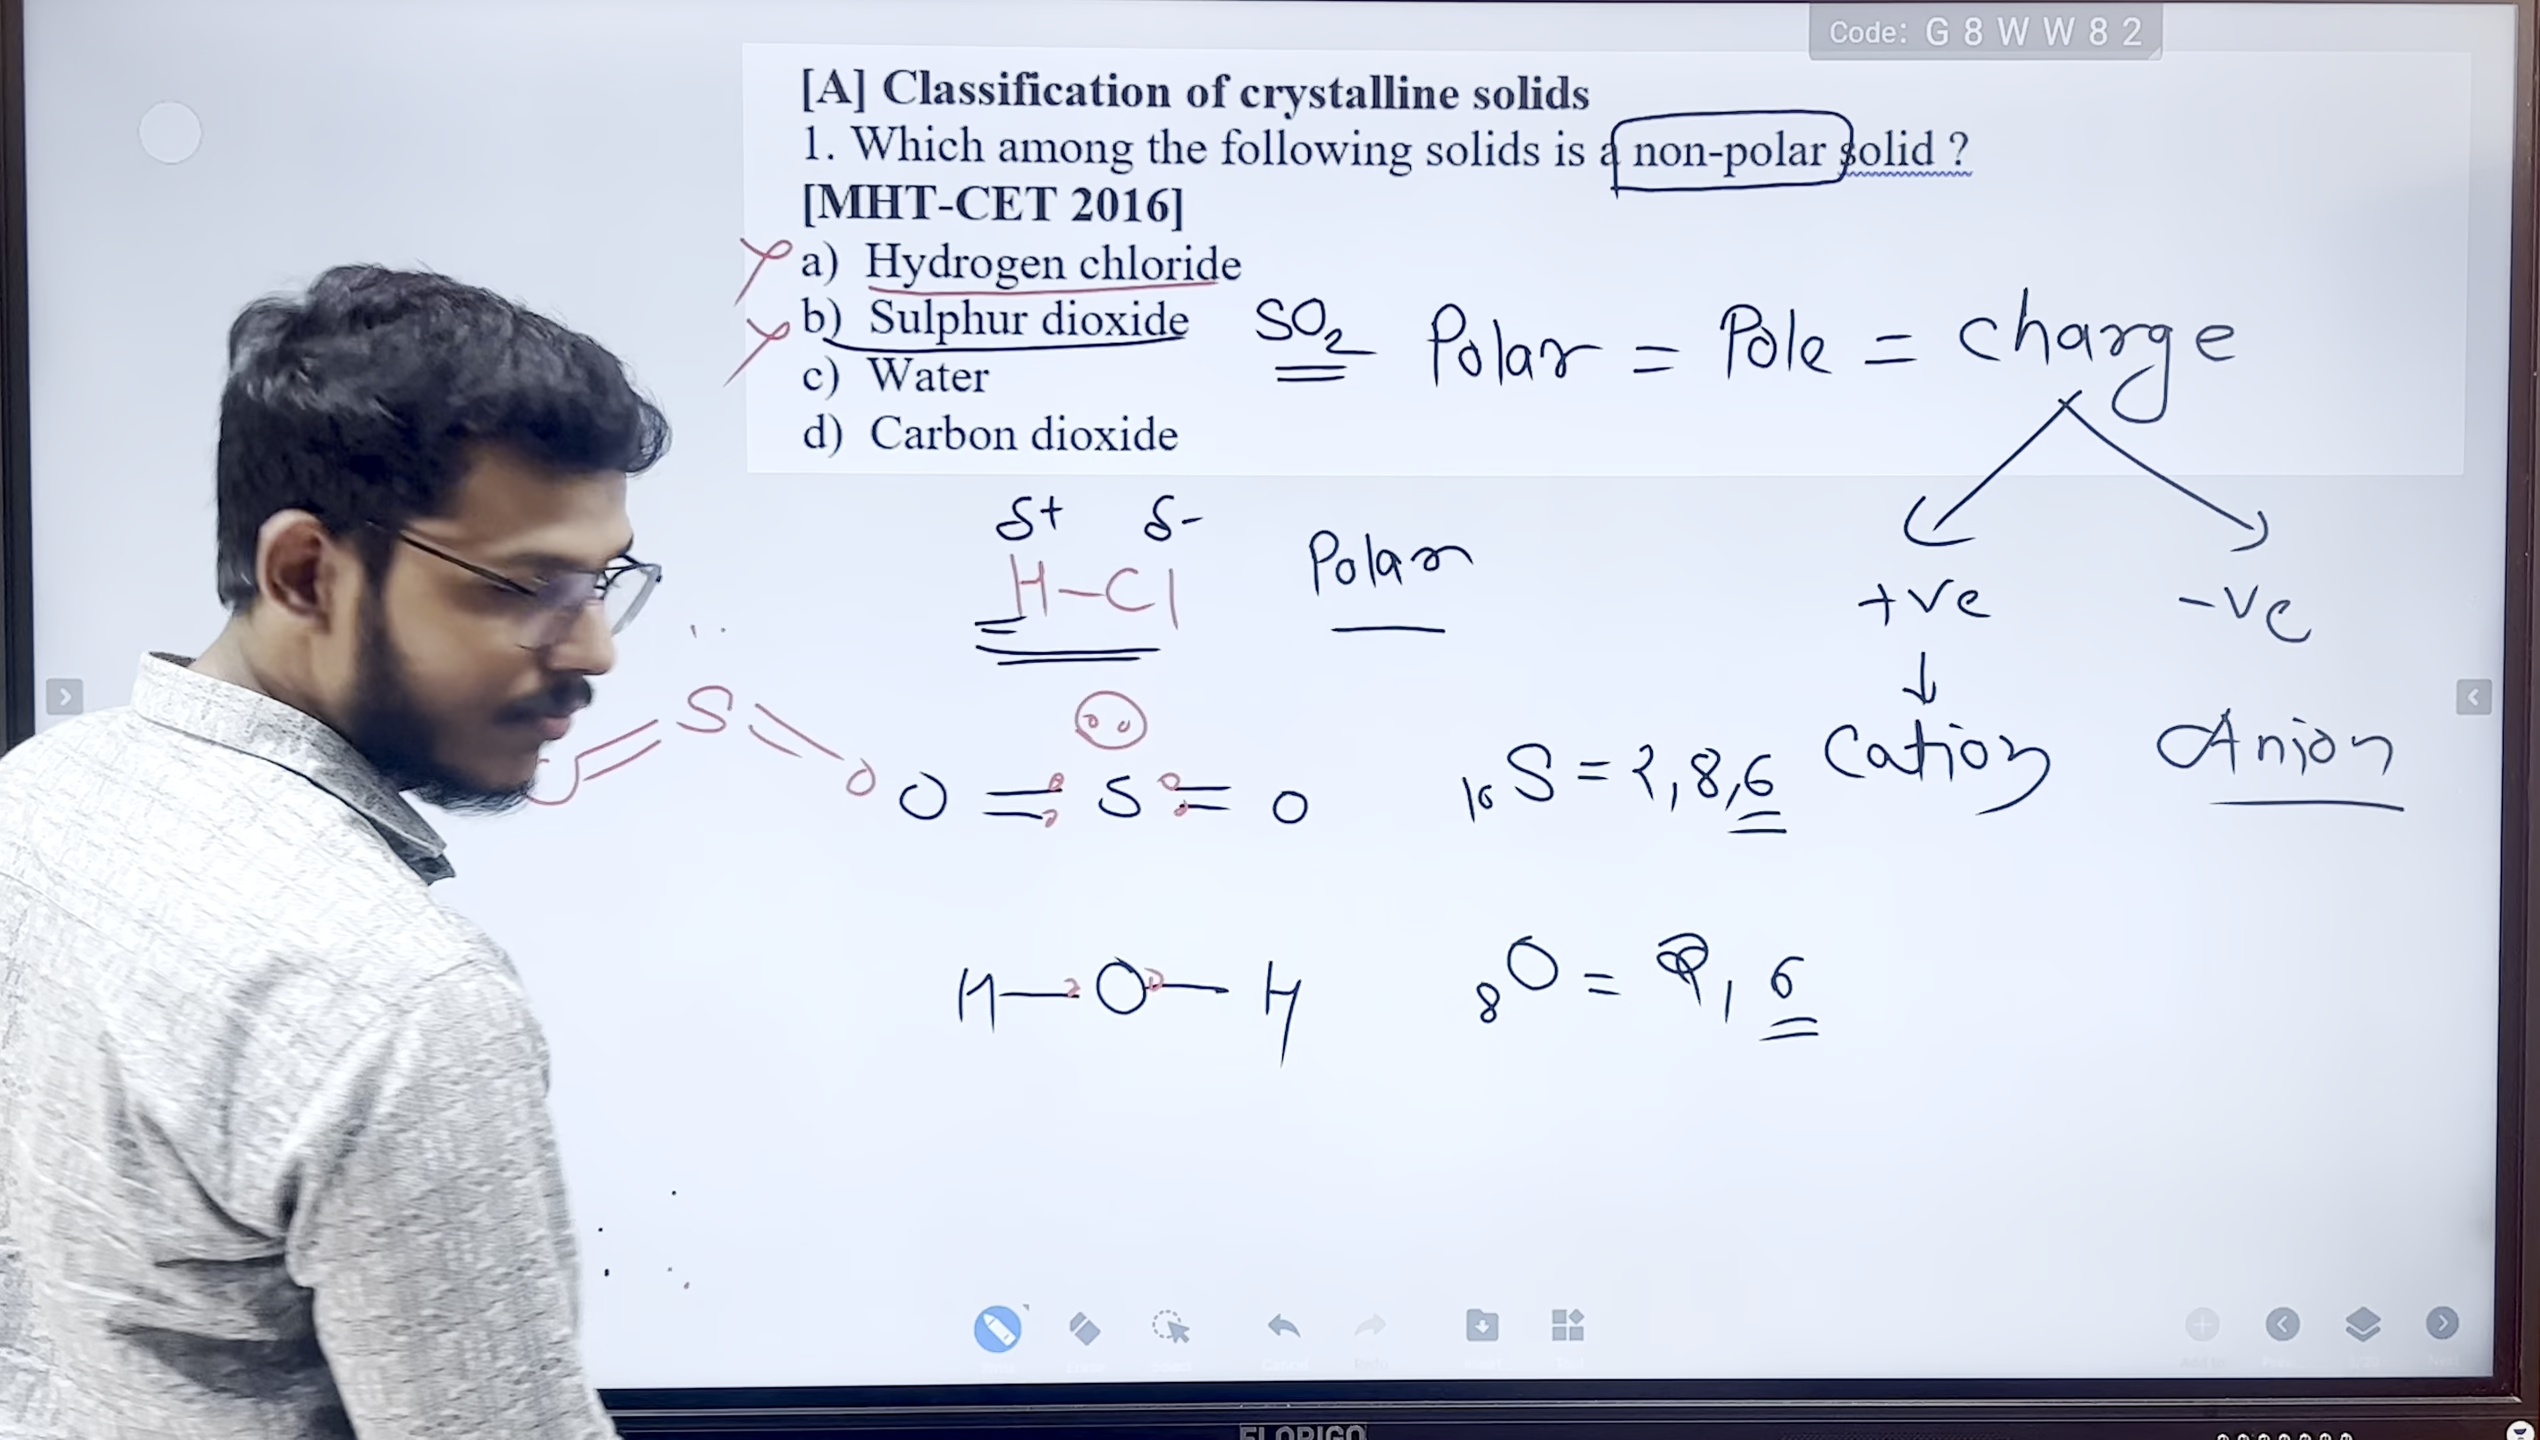 Code: G 8 W W 8 2
[A] Classification of crystalline solids
1. Which among the following solids is a non-polar solid ?
[MHT-CET 2016]
a) Hydrogen chloride
b) Sulphur dioxide
c) Water
d) Carbon dioxide
SO2 Polar = Pole = charge
δ+ δ-
H-Cl Polar
+ve -ve
↓
Cation Anion
S O
O = S = O
16S = 2,8,6
H-O-H
8O = 2, 6
FLORIGO